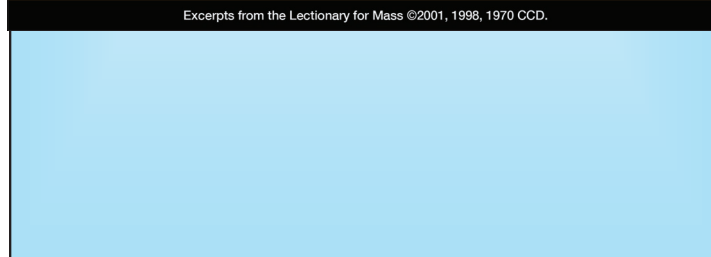 Excerpts from the Lectionary for Mass ©2001, 1998, 1970 CCD.